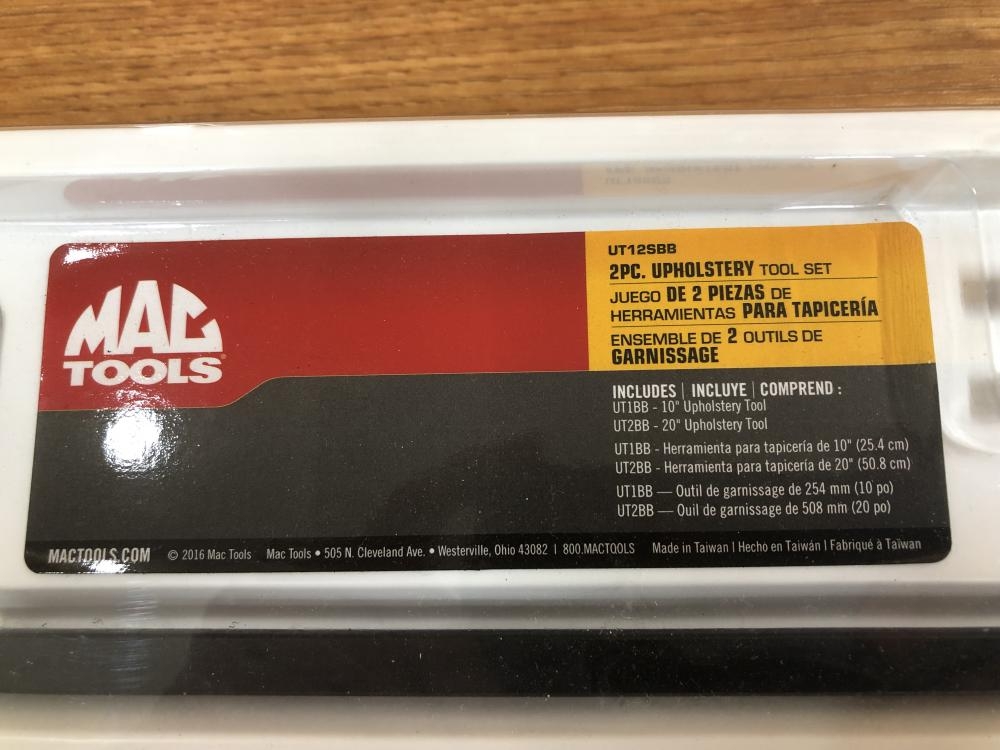 MAC
TOOLS
UT12SBB
2PC. UPHOLSTERY TOOL SET
JUEGO DE 2 PIEZAS DE
HERRAMIENTAS PARA TAPICERÍA
ENSEMBLE DE 2 OUTILS DE
GARNISSAGE
INCLUDES | INCLUYE | COMPREND :
UT1BB - 10" Upholstery Tool
UT2BB - 20" Upholstery Tool
UT1BB - Herramienta para tapicería de 10" (25.4 cm)
UT2BB - Herramienta para tapicería de 20" (50.8 cm)
UT1BB — Outil de garnissage de 254 mm (10 po)
UT2BB — Ouil de garnissage de 508 mm (20 po)
MACTOOLS.COM © 2016 Mac Tools Mac Tools • 505 N. Cleveland Ave. • Westerville, Ohio 43082 | 800.MACTOOLS Made in Taiwan | Hecho en Taiwán | Fabriqué à Taïwan